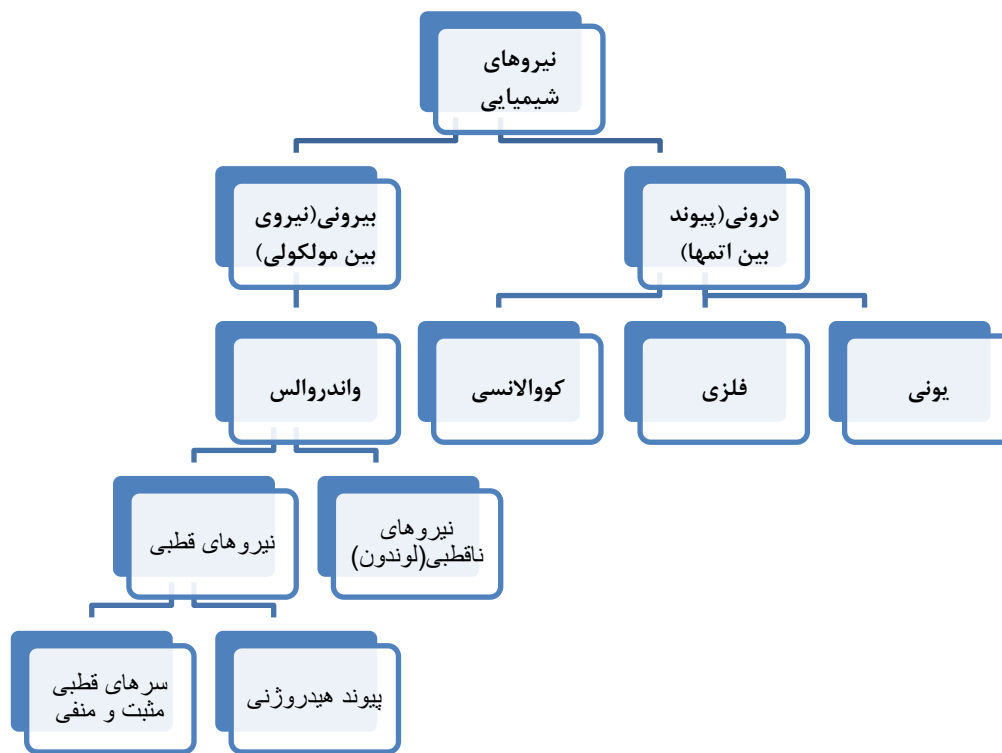 نیروهای
شیمیایی
درونی(پیوند
بین اتمها)
بیرونی(نیروی
بین مولکولی)
یونی
فلزی
کووالانسی
واندروالس
نیروهای
ناقطبی(لوندون)
نیروهای قطبی
پیوند هیدروژنی
سرهای قطبی
مثبت و منفی